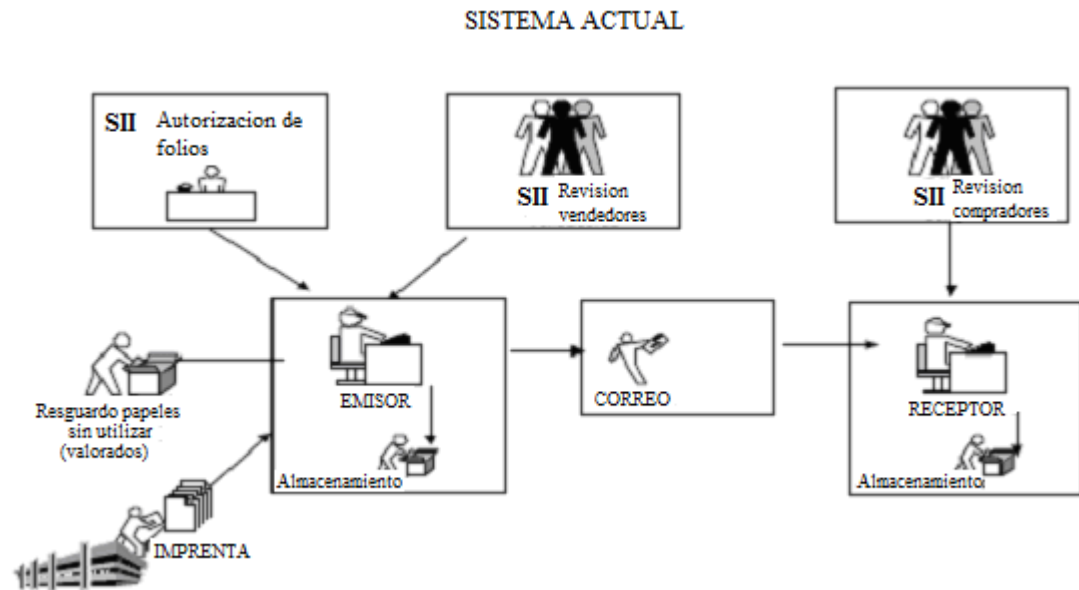 SISTEMA ACTUAL
SII Autorizacion de
folios
SII Revision
vendedores
SII Revision
compradores
Resguardo papeles
sin utilizar
(valorados)
EMISOR
Almacenamiento
CORREO
RECEPTOR
Almacenamiento
IMPRENTA